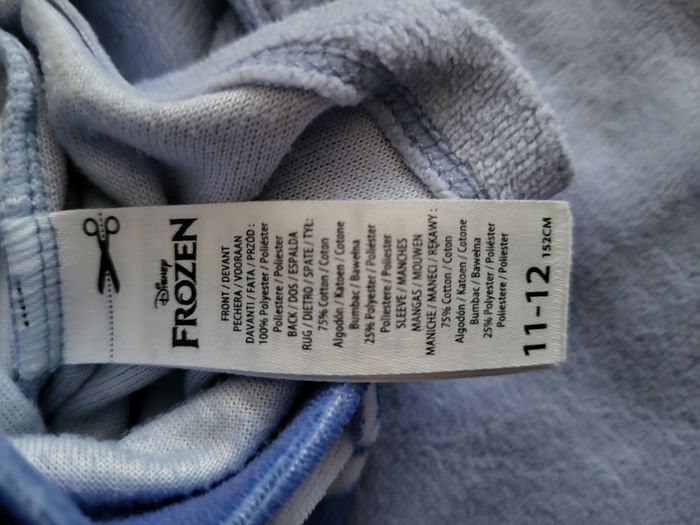 DISNEY
FROZEN
FRONT / DEVANT
PECHERA / VOORAAN
DAVANTI / FATA / PRZÓD :
100% Polyester / Poliéster
Poliestere / Poliester
BACK / DOS / ESPALDA
RUG / DIETRO / SPATE / TYŁ:
75% Cotton / Coton
Algodón / Katoen / Cotone
Bumbac / Bawełna
25% Polyester / Poliéster
Poliestere / Poliester
SLEEVE / MANCHES
MANGAS / MOUWEN
MANICHE / MANECI / RĘKAWY :
75% Cotton / Coton
Algodón / Katoen / Cotone
Bumbac / Bawełna
25% Polyester / Poliéster
Poliestere / Poliester
11-12 152CM